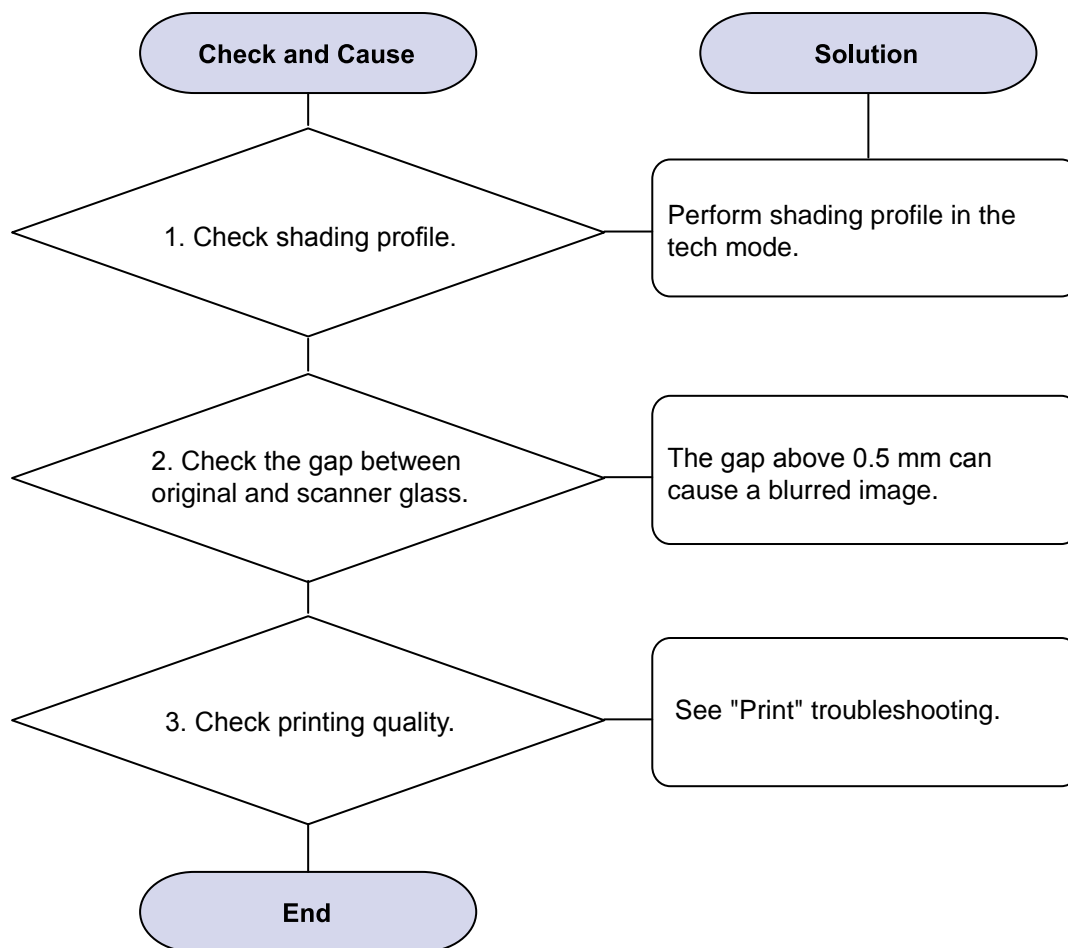 Check and Cause
Solution
1. Check shading profile.
Perform shading profile in the
tech mode.
2. Check the gap between
original and scanner glass.
The gap above 0.5 mm can
cause a blurred image.
3. Check printing quality.
See "Print" troubleshooting.
End